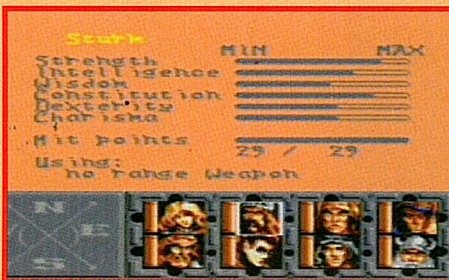 Sturm
MIN MAX
Strength
Intelligence
Wisdom
Constitution
Dexterity
Charisma
Hit points
29 / 29
Using:
no range Weapon
N
E
S